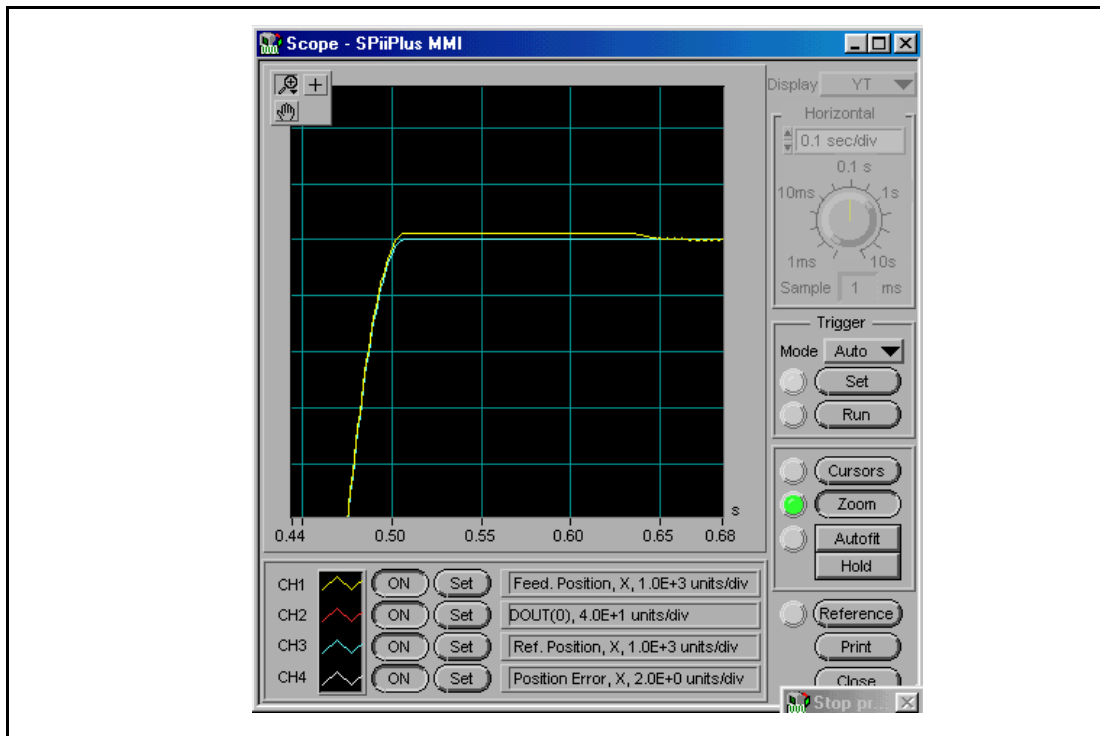 Scope - SPiiPlus MMI
Display YT
Horizontal
0.1 sec/div
0.1 s
10ms 1s
1ms 10s
Sample 1 ms
Trigger
Mode Auto
Set
Run
Cursors
Zoom
Autofit
Hold
Reference
Print
Close
s
0.44 0.50 0.55 0.60 0.65 0.68
CH1 ON Set Feed. Position, X, 1.0E+3 units/div
CH2 ON Set DOUT(0), 4.0E+1 units/div
CH3 ON Set Ref. Position, X, 1.0E+3 units/div
CH4 ON Set Position Error, X, 2.0E+0 units/div
Stop pr...